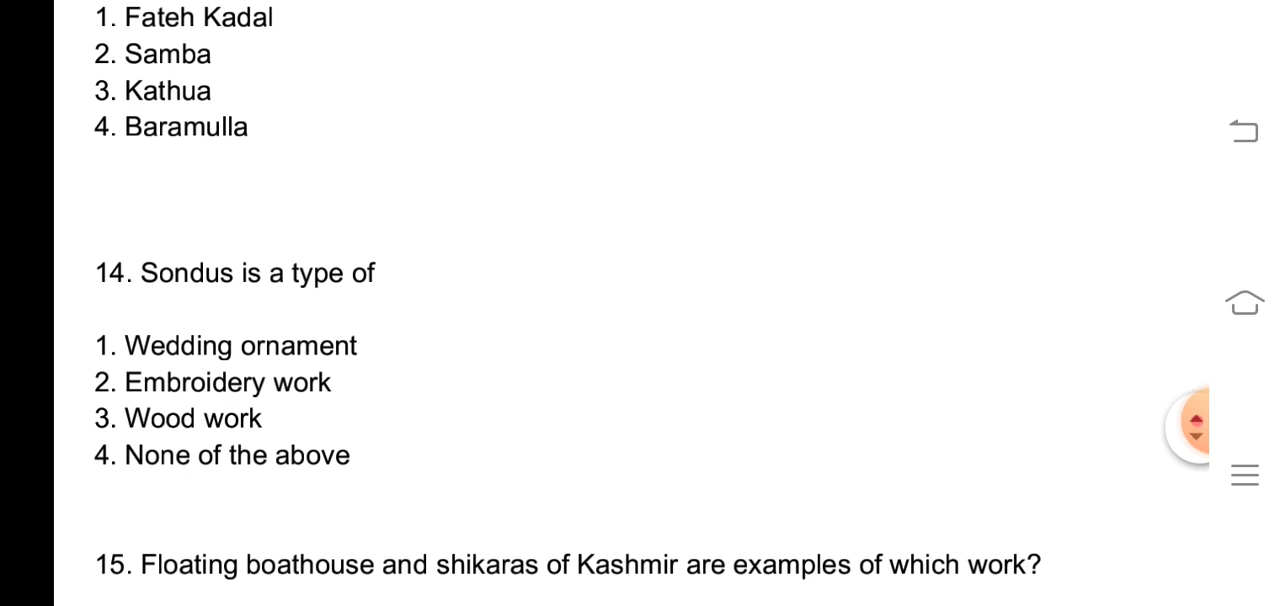 1. Fateh Kadal
2. Samba
3. Kathua
4. Baramulla
14. Sondus is a type of
1. Wedding ornament
2. Embroidery work
3. Wood work
4. None of the above
15. Floating boathouse and shikaras of Kashmir are examples of which work?